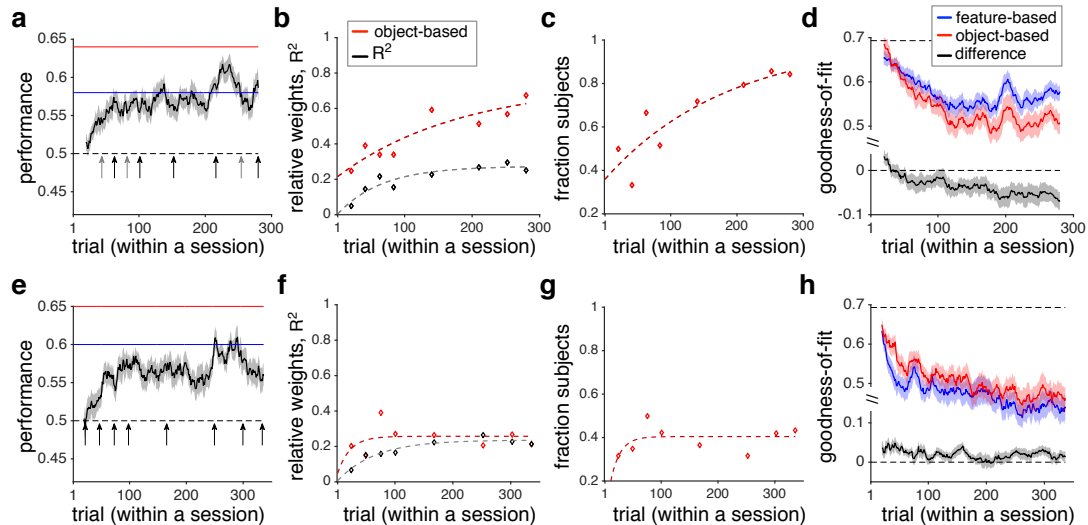 a
b
c
d
0.65
0.6
0.55
0.5
0.45
performance
1
100
200
300
trial (within a session)
object-based
R²
1
0.8
0.6
0.4
0.2
0
relative weights, R²
1
100
200
300
trial (within a session)
1
0.8
0.6
0.4
0.2
fraction subjects
1
100
200
300
trial (within a session)
feature-based
object-based
difference
0.7
0.6
0.5
0
-0.1
goodness-of-fit
1
100
200
300
trial (within a session)
e
f
g
h
0.65
0.6
0.55
0.5
0.45
performance
1
100
200
300
trial (within a session)
1
0.8
0.6
0.4
0.2
0
relative weights, R²
1
100
200
300
trial (within a session)
1
0.8
0.6
0.4
0.2
fraction subjects
1
100
200
300
trial (within a session)
0.7
0.6
0.5
0.1
0
goodness-of-fit
1
100
200
300
trial (within a session)